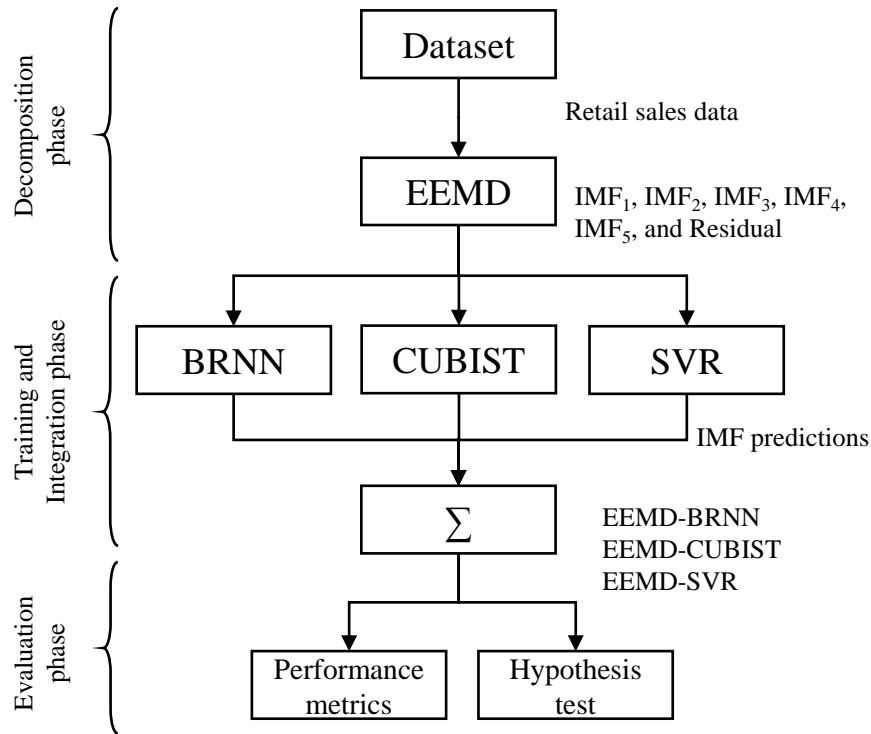 Dataset
Decomposition
phase
Retail sales data
EEMD
IMF₁, IMF₂, IMF₃, IMF₄,
IMF₅, and Residual
Training and
Integration phase
BRNN
CUBIST
SVR
IMF predictions
∑
EEMD-BRNN
EEMD-CUBIST
EEMD-SVR
Evaluation
phase
Performance
metrics
Hypothesis
test